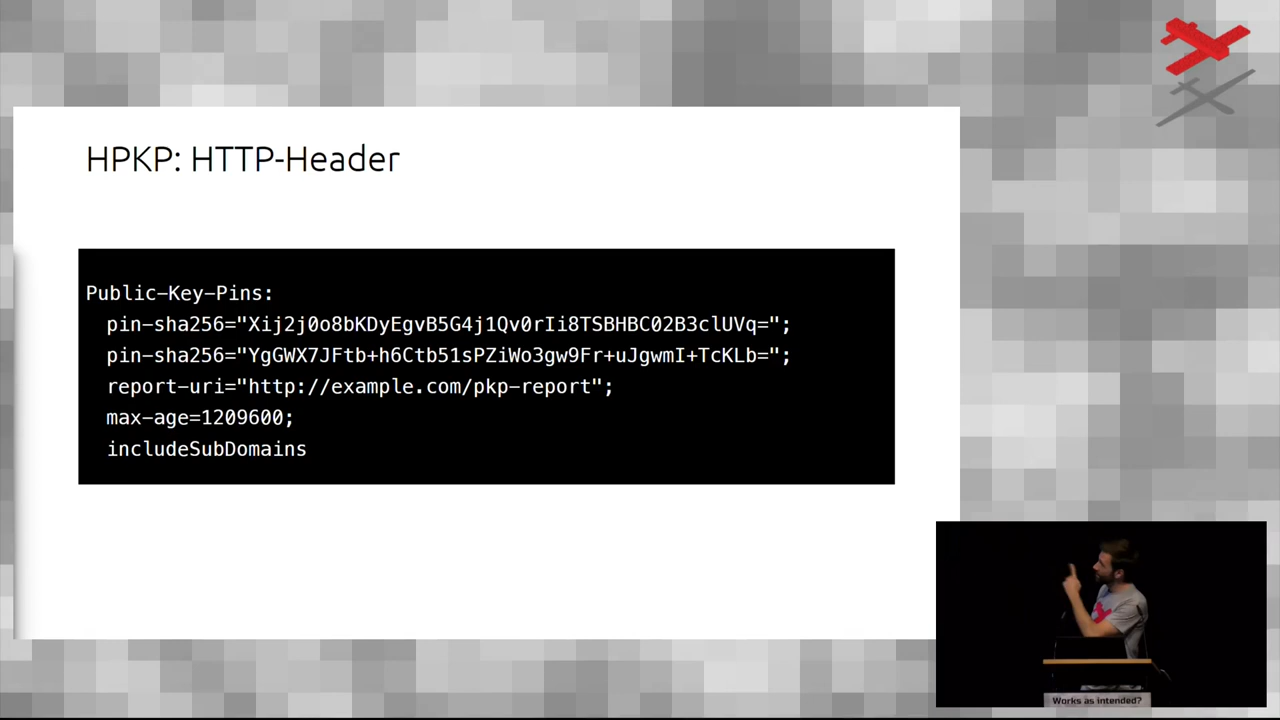 HPKP: HTTP-Header
Public-Key-Pins:
pin-sha256="Xij2j0o8bKDyEgvB5G4j1Qv0rIi8TSBHBC02B3clUVq=";
pin-sha256="YgGWX7JFtb+h6Ctb51sPZiWo3gw9Fr+uJgwmI+TcKLb=";
report-uri="http://example.com/pkp-report";
max-age=1209600;
includeSubDomains
Works as intended?